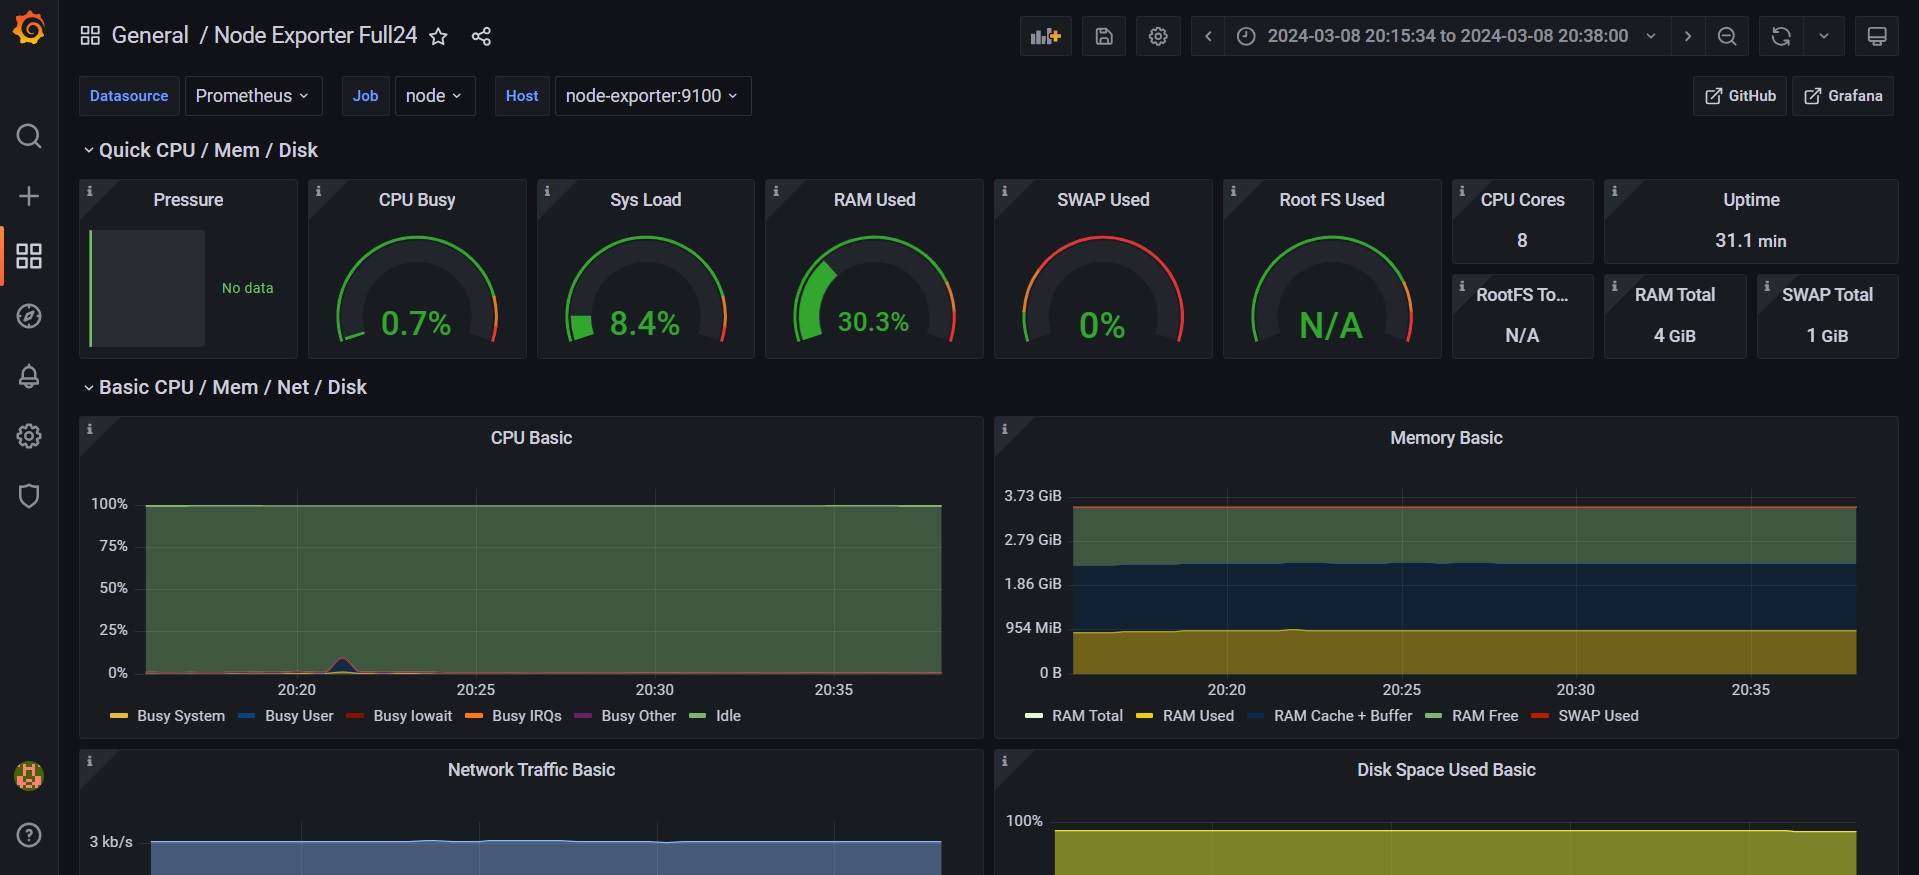 General / Node Exporter Full24
2024-03-08 20:15:34 to 2024-03-08 20:38:00
Datasource Prometheus Job node Host node-exporter:9100 GitHub Grafana
Quick CPU / Mem / Disk
Pressure
No data
CPU Busy
0.7%
Sys Load
8.4%
RAM Used
30.3%
SWAP Used
0%
Root FS Used
N/A
CPU Cores
8
Uptime
31.1 min
RootFS To...
N/A
RAM Total
4 GiB
SWAP Total
1 GiB
Basic CPU / Mem / Net / Disk
CPU Basic
100%
75%
50%
25%
0%
20:20 20:25 20:30 20:35
Busy System Busy User Busy Iowait Busy IRQs Busy Other Idle
Memory Basic
3.73 GiB
2.79 GiB
1.86 GiB
954 MiB
0 B
20:20 20:25 20:30 20:35
RAM Total RAM Used RAM Cache + Buffer RAM Free SWAP Used
Network Traffic Basic
3 kb/s
Disk Space Used Basic
100%